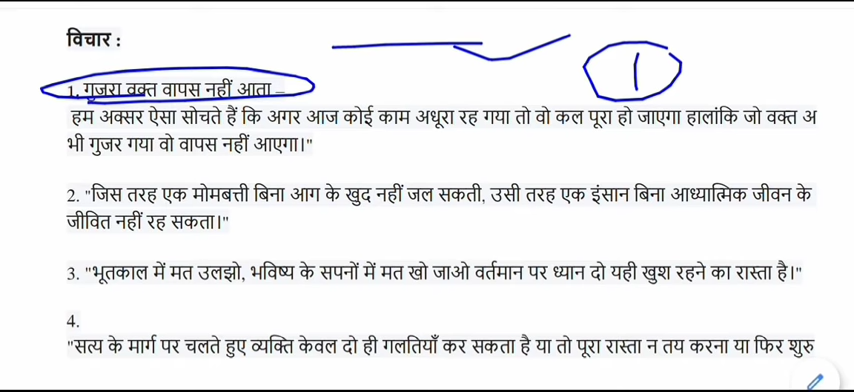 विचार :
1
1. गुजरा वक्त वापस नहीं आता –
हम अक्सर ऐसा सोचते हैं कि अगर आज कोई काम अधूरा रह गया तो वो कल पूरा हो जाएगा हालांकि जो वक्त अ
भी गुजर गया वो वापस नहीं आएगा।"
2. "जिस तरह एक मोमबत्ती बिना आग के खुद नहीं जल सकती, उसी तरह एक इंसान बिना आध्यात्मिक जीवन के
जीवित नहीं रह सकता।"
3. "भूतकाल में मत उलझो, भविष्य के सपनों में मत खो जाओ वर्तमान पर ध्यान दो यही खुश रहने का रास्ता है।"
4.
"सत्य के मार्ग पर चलते हुए व्यक्ति केवल दो ही गलतियाँ कर सकता है या तो पूरा रास्ता न तय करना या फिर शुरु